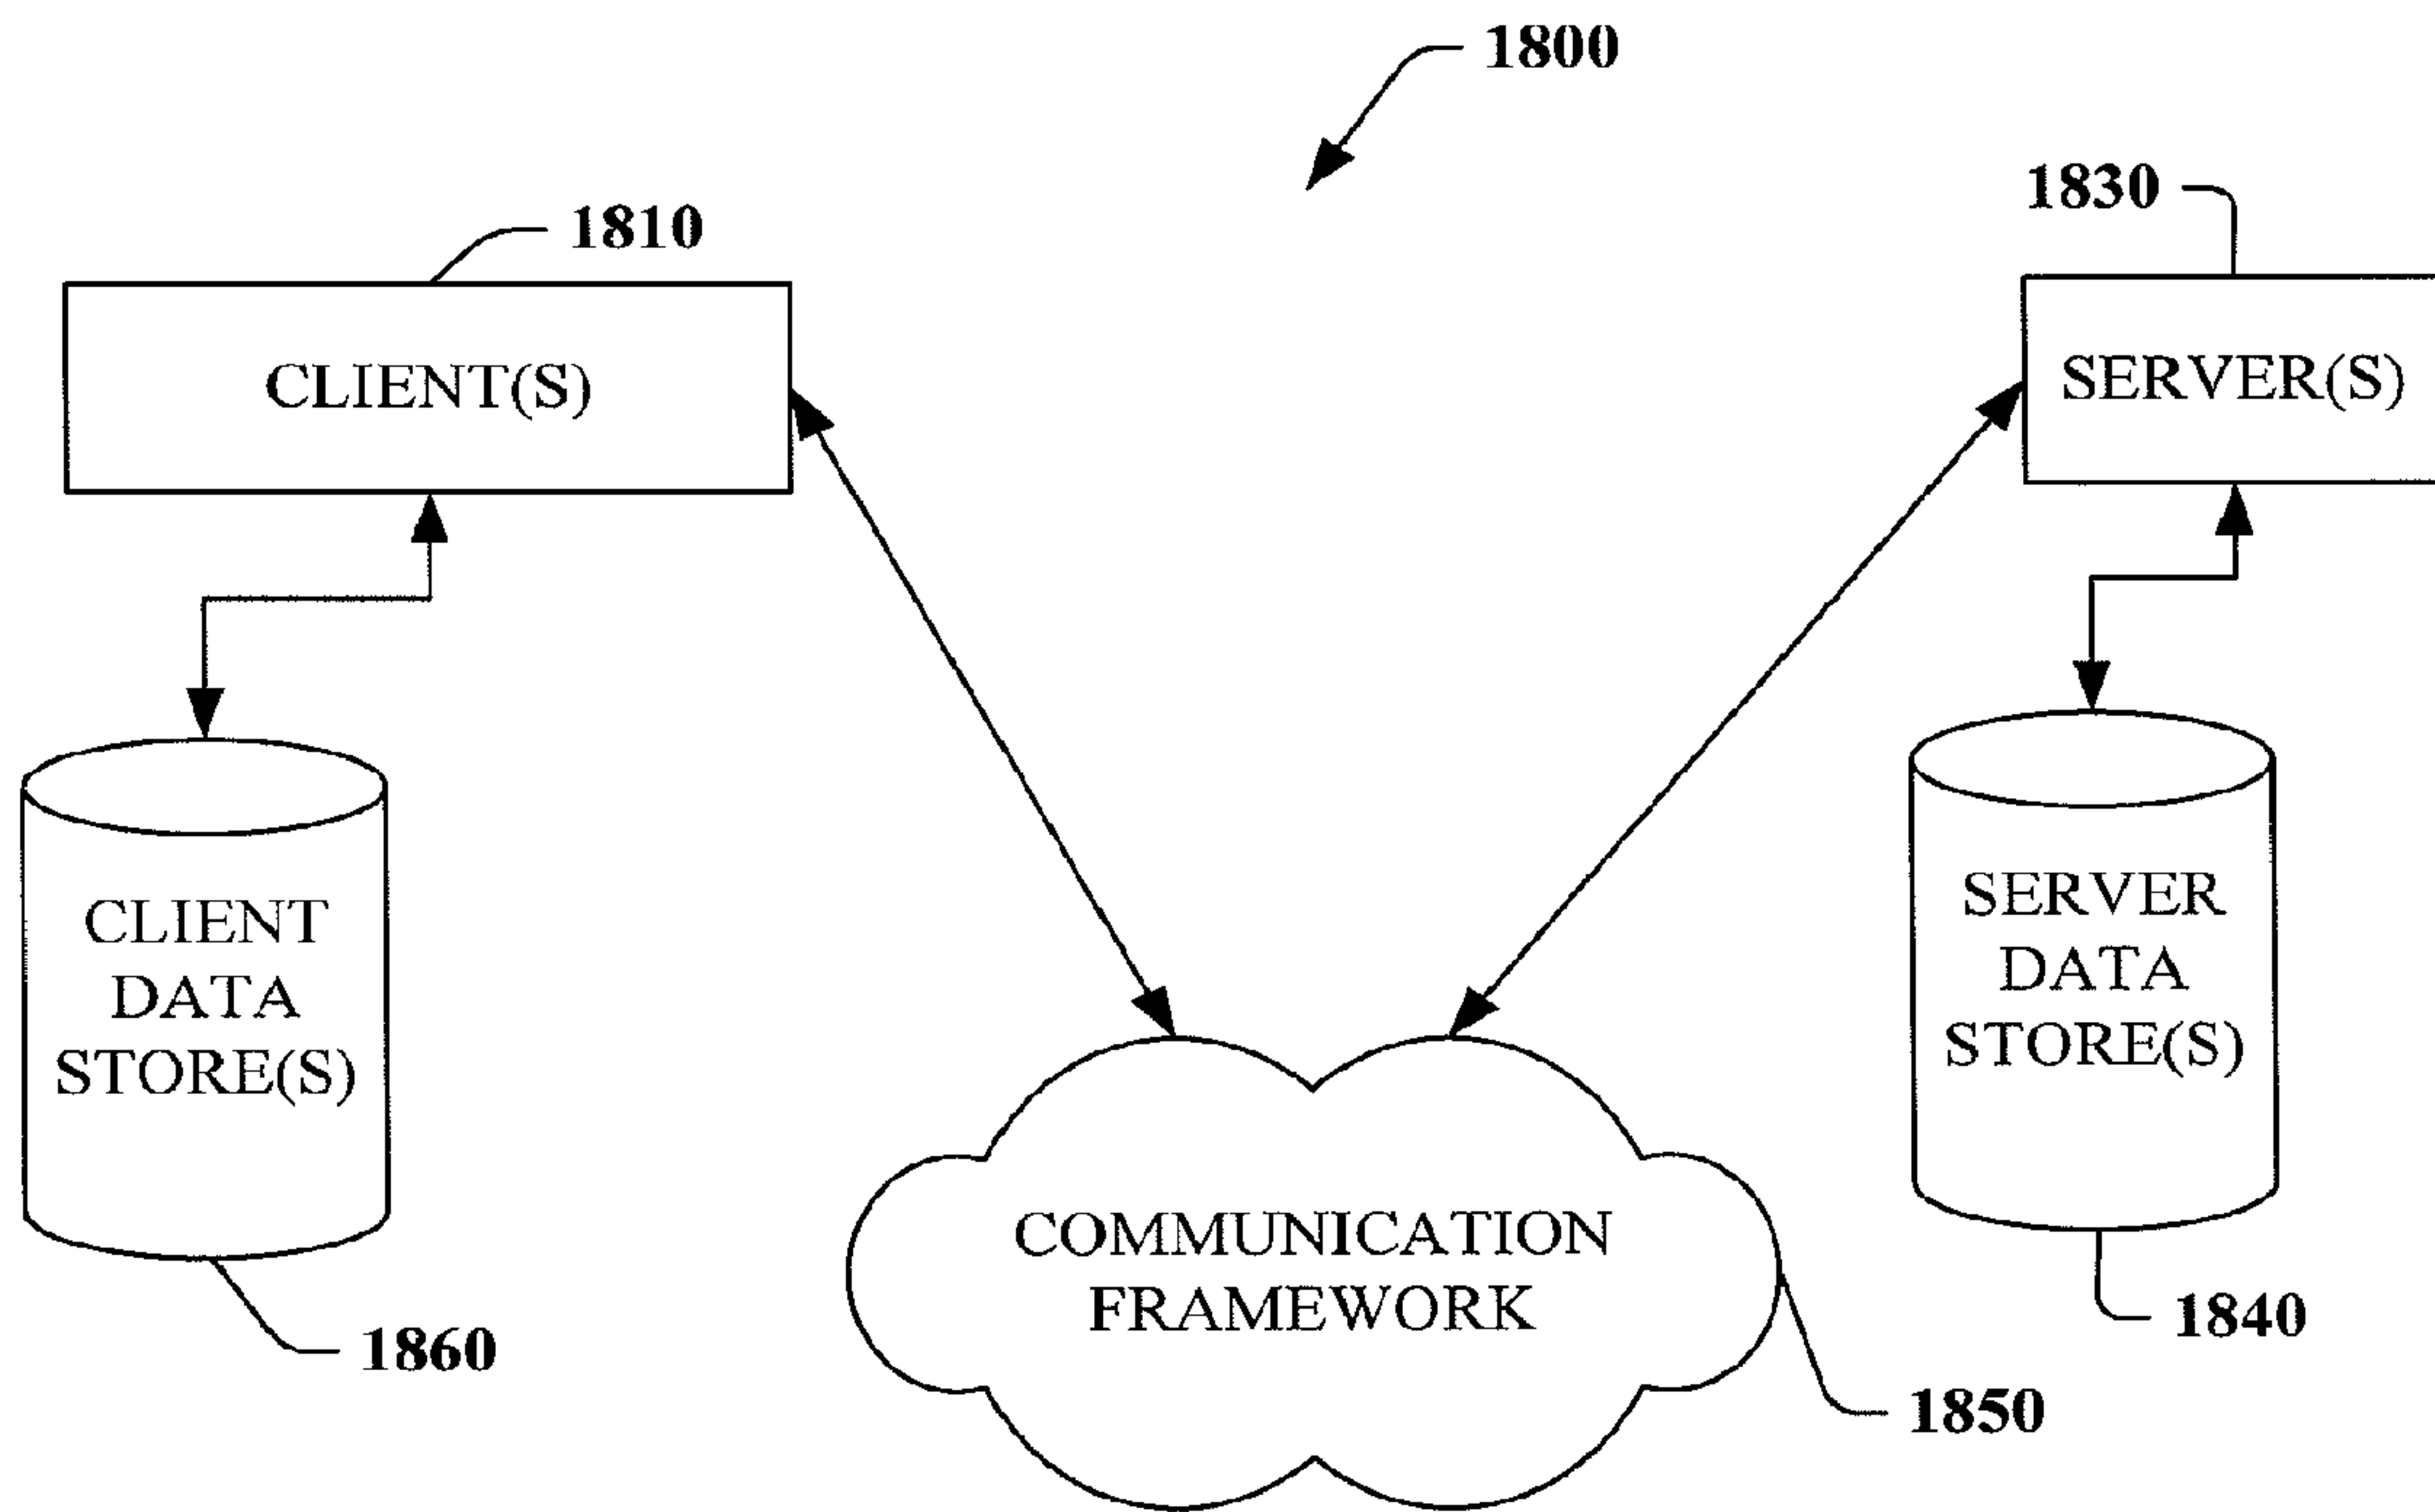 1800
1830
1810
CLIENT(S)
SERVER(S)
CLIENT
DATA
STORE(S)
SERVER
DATA
STORE(S)
COMMUNICATION
FRAMEWORK
1860
1840
1850